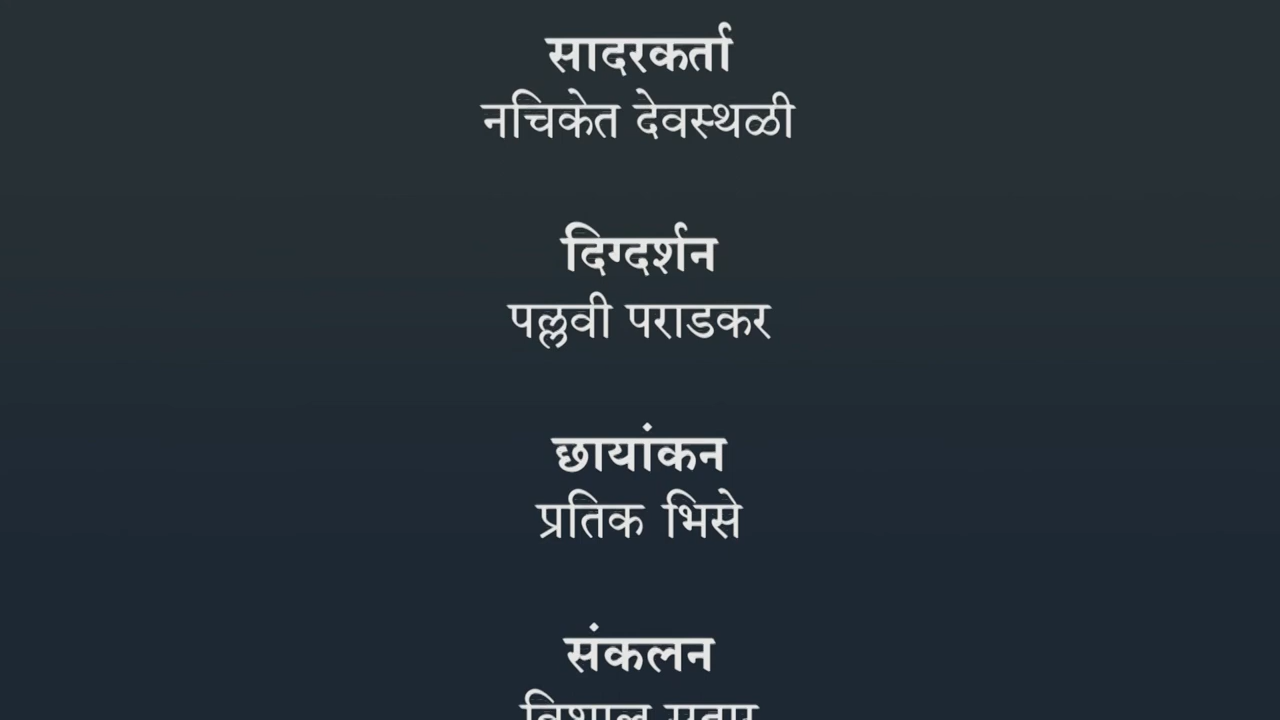 सादरकर्ता
नचिकेत देवस्थळी
दिग्दर्शन
पल्लवी पराडकर
छायांकन
प्रतिक भिसे
संकलन
विशाल